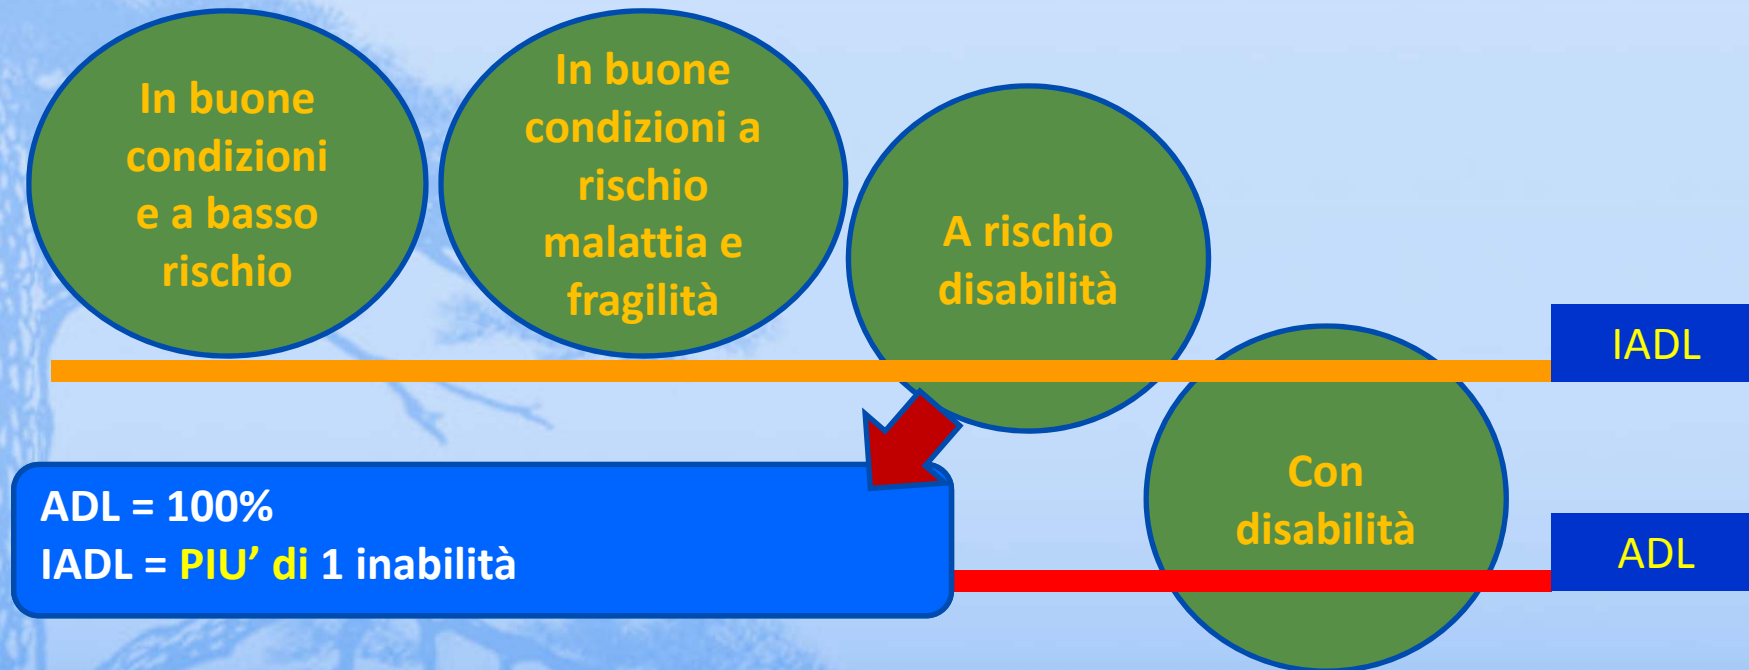 In buone
condizioni
e a basso
rischio
In buone
condizioni a
rischio
malattia e
fragilità
A rischio
disabilità
IADL
Con
disabilità
ADL
ADL = 100%
IADL = PIU’ di 1 inabilità